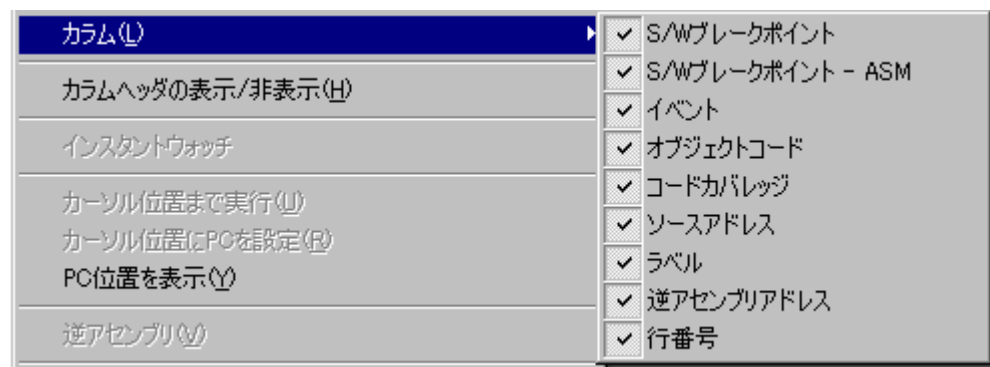 カラム(L)
カラムヘッダの表示/非表示(H)
インスタントウォッチ
カーソル位置まで実行(U)
カーソル位置にPCを設定(R)
PC位置を表示(Y)
逆アセンブリ(V)
S/Wブレークポイント
S/Wブレークポイント - ASM
イベント
オブジェクトコード
コードカバレッジ
ソースアドレス
ラベル
逆アセンブリアドレス
行番号